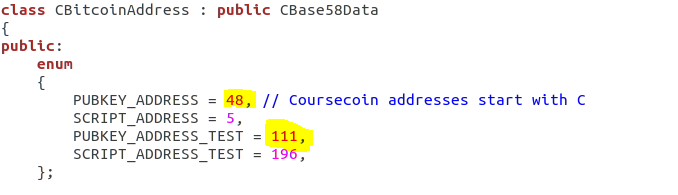 class CBitcoinAddress : public CBase58Data
{
public:
    enum
    {
        PUBKEY_ADDRESS = 48, // Coursecoin addresses start with C
        SCRIPT_ADDRESS = 5,
        PUBKEY_ADDRESS_TEST = 111,
        SCRIPT_ADDRESS_TEST = 196,
    };